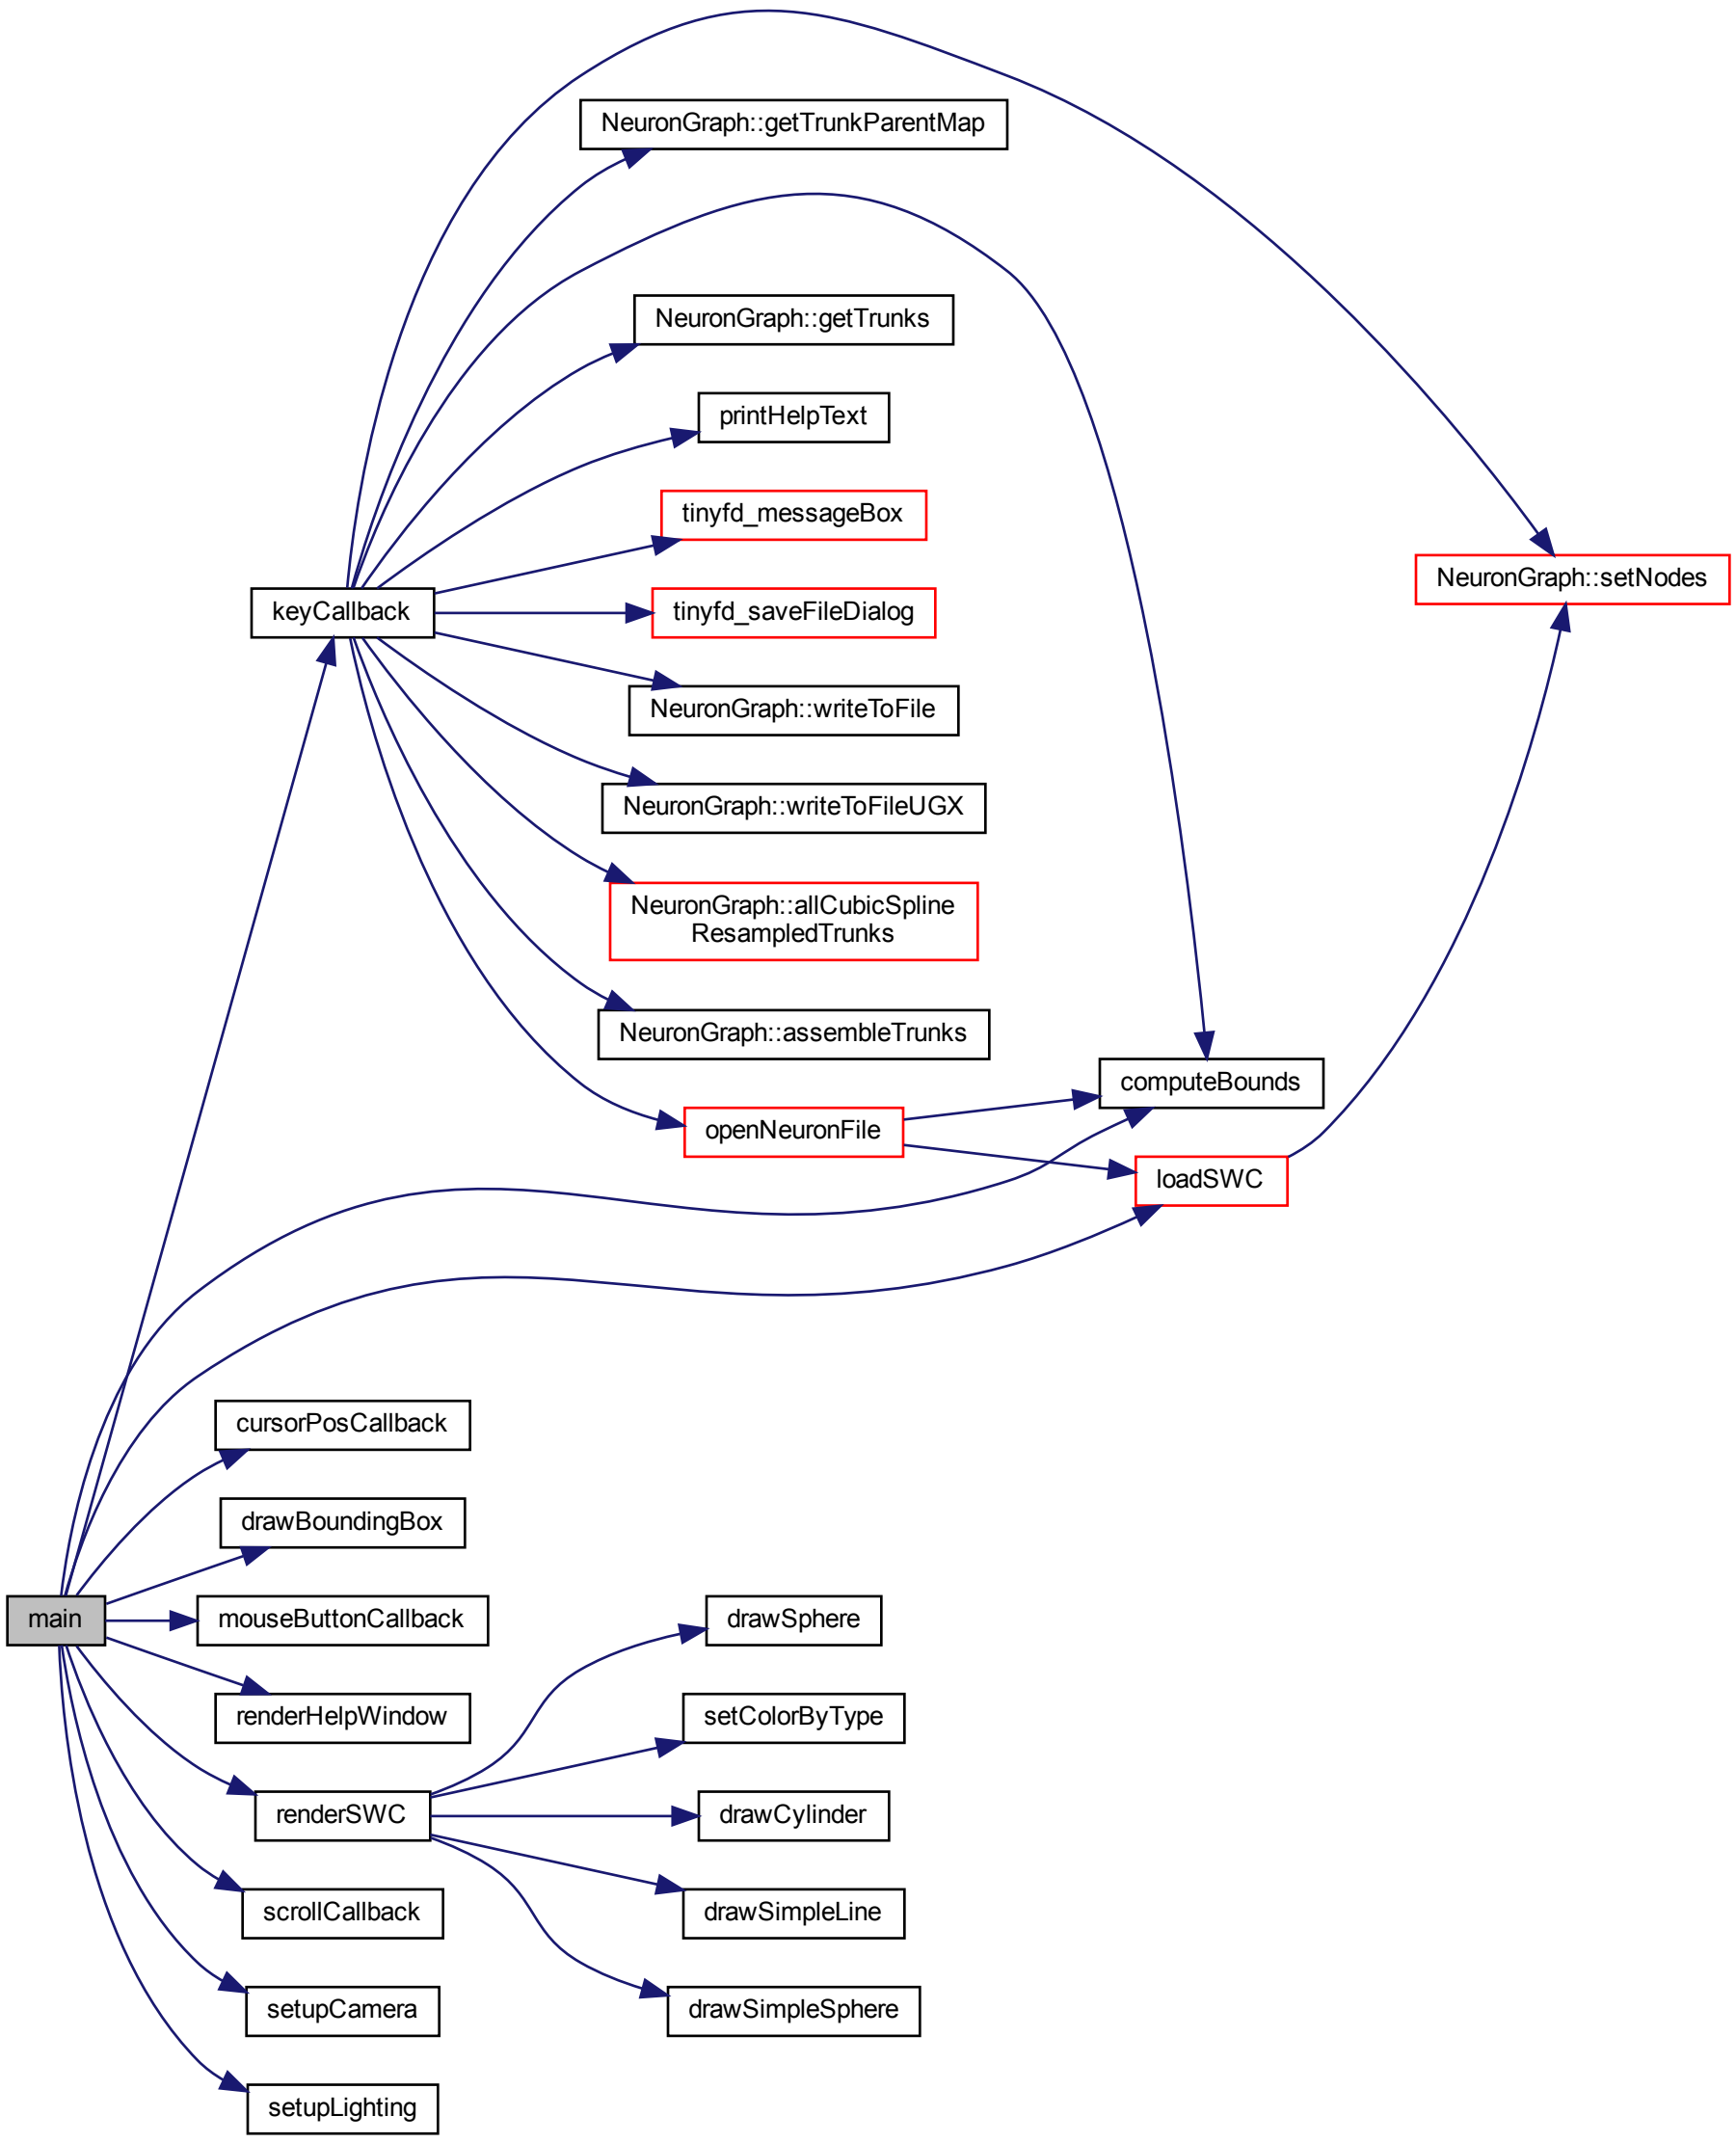 NeuronGraph::getTrunkParentMap
NeuronGraph::getTrunks
printHelpText
tinyfd_messageBox
NeuronGraph::setNodes
keyCallback
tinyfd_saveFileDialog
NeuronGraph::writeToFile
NeuronGraph::writeToFileUGX
NeuronGraph::allCubicSpline
ResampledTrunks
NeuronGraph::assembleTrunks
computeBounds
openNeuronFile
loadSWC
cursorPosCallback
drawBoundingBox
main
mouseButtonCallback
drawSphere
renderHelpWindow
setColorByType
renderSWC
drawCylinder
scrollCallback
drawSimpleLine
setupCamera
drawSimpleSphere
setupLighting